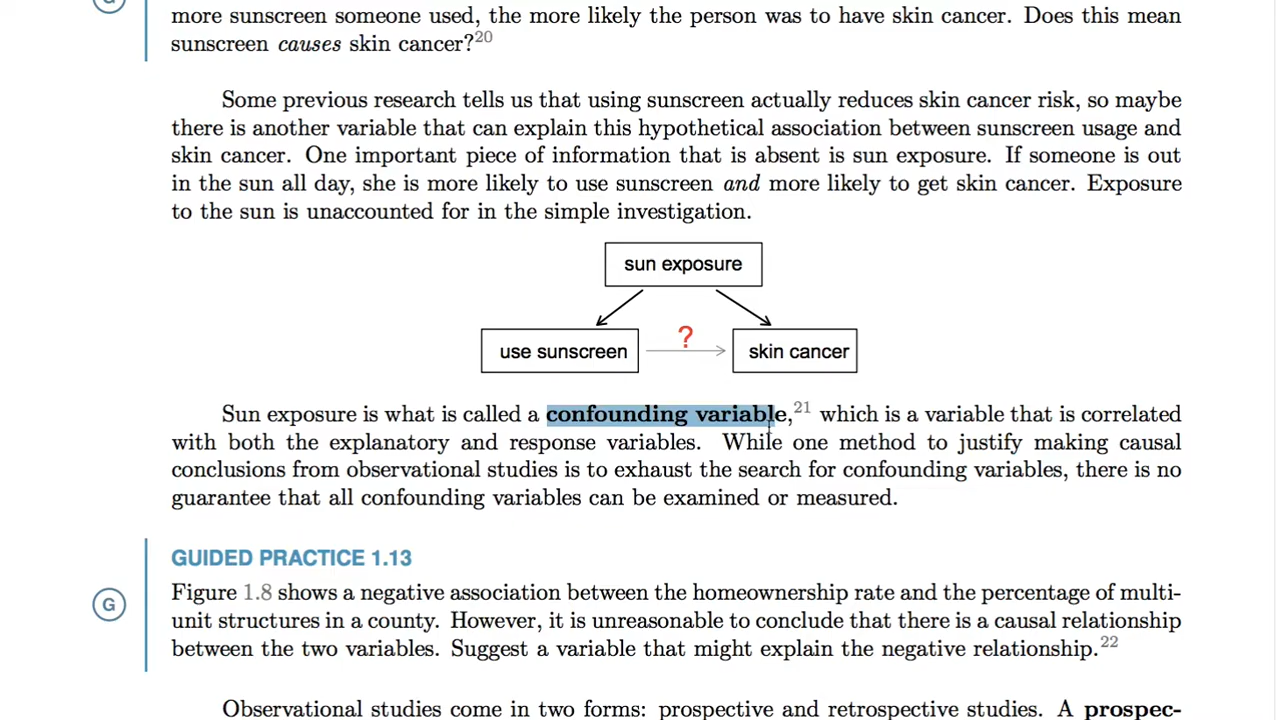 more sunscreen someone used, the more likely the person was to have skin cancer. Does this mean
sunscreen causes skin cancer?20
Some previous research tells us that using sunscreen actually reduces skin cancer risk, so maybe
there is another variable that can explain this hypothetical association between sunscreen usage and
skin cancer. One important piece of information that is absent is sun exposure. If someone is out
in the sun all day, she is more likely to use sunscreen and more likely to get skin cancer. Exposure
to the sun is unaccounted for in the simple investigation.
sun exposure
?
use sunscreen
skin cancer
Sun exposure is what is called a confounding variable,21 which is a variable that is correlated
with both the explanatory and response variables. While one method to justify making causal
conclusions from observational studies is to exhaust the search for confounding variables, there is no
guarantee that all confounding variables can be examined or measured.
GUIDED PRACTICE 1.13
G
Figure 1.8 shows a negative association between the homeownership rate and the percentage of multi-
unit structures in a county. However, it is unreasonable to conclude that there is a causal relationship
between the two variables. Suggest a variable that might explain the negative relationship.22
Observational studies come in two forms: prospective and retrospective studies. A prospec-